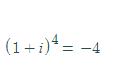 (1 + i)⁴ = −4